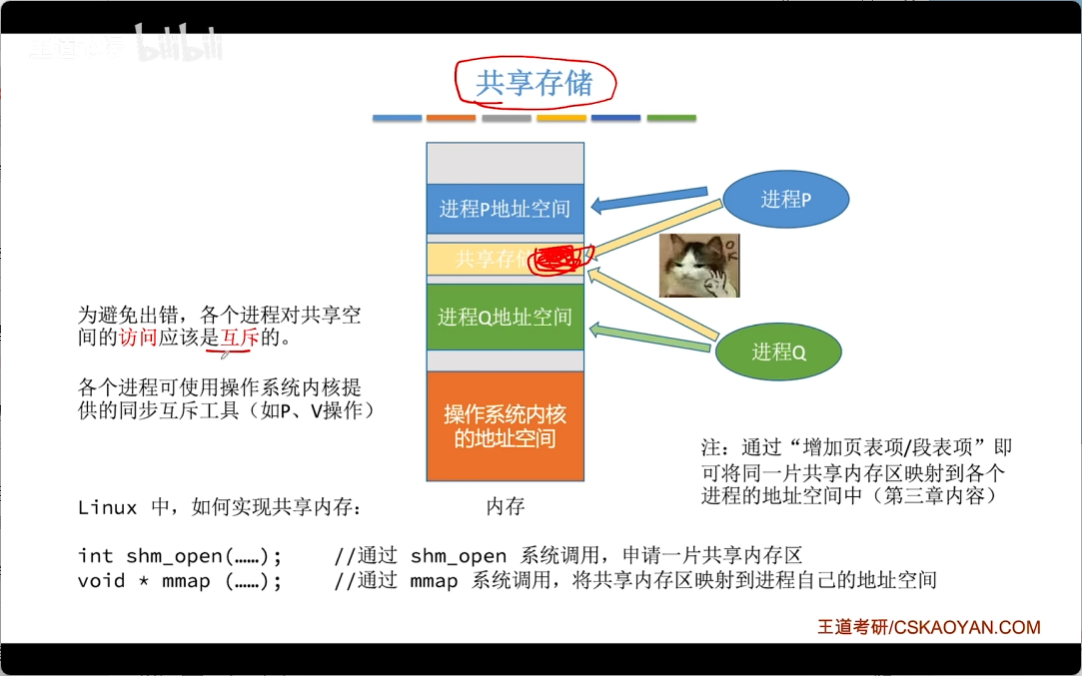 bilibili
共享存储
进程P地址空间
共享存
进程Q地址空间
操作系统内核
的地址空间
内存
进程P
OK
进程Q
为避免出错，各个进程对共享空
间的访问应该是互斥的。
各个进程可使用操作系统内核提
供的同步互斥工具（如P、V操作）
注：通过“增加页表项/段表项”即
可将同一片共享内存区映射到各个
进程的地址空间中（第三章内容）
Linux 中，如何实现共享内存：
int shm_open(……); //通过 shm_open 系统调用，申请一片共享内存区
void * mmap (……); //通过 mmap 系统调用，将共享内存区映射到进程自己的地址空间
王道考研/CSKAOYAN.COM